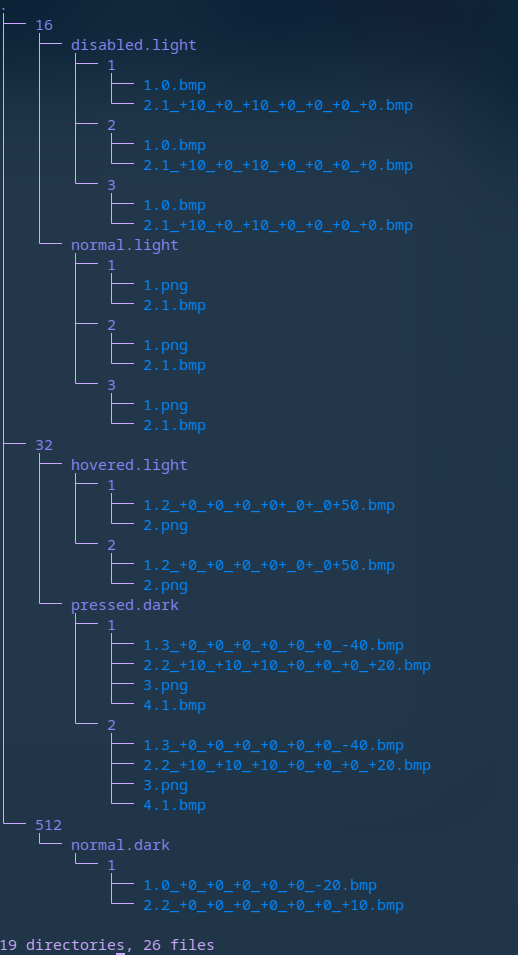 .
├── 16
│   ├── disabled.light
│   │   ├── 1
│   │   │   ├── 1.0.bmp
│   │   │   └── 2.1_+10_+0_+10_+0_+0_+0_+0.bmp
│   │   ├── 2
│   │   │   ├── 1.0.bmp
│   │   │   └── 2.1_+10_+0_+10_+0_+0_+0_+0.bmp
│   │   └── 3
│   │       ├── 1.0.bmp
│   │       └── 2.1_+10_+0_+10_+0_+0_+0_+0.bmp
│   └── normal.light
│       ├── 1
│       │   ├── 1.png
│       │   └── 2.1.bmp
│       ├── 2
│       │   ├── 1.png
│       │   └── 2.1.bmp
│       └── 3
│           ├── 1.png
│           └── 2.1.bmp
├── 32
│   ├── hovered.light
│   │   ├── 1
│   │   │   ├── 1.2_+0_+0_+0_+0+_0+_0+50.bmp
│   │   │   └── 2.png
│   │   └── 2
│   │       ├── 1.2_+0_+0_+0_+0+_0+_0+50.bmp
│   │       └── 2.png
│   └── pressed.dark
│       ├── 1
│       │   ├── 1.3_+0_+0_+0_+0_+0_+0_-40.bmp
│       │   ├── 2.2_+10_+10_+10_+0_+0_+0_+20.bmp
│       │   ├── 3.png
│       │   └── 4.1.bmp
│       └── 2
│           ├── 1.3_+0_+0_+0_+0_+0_+0_-40.bmp
│           ├── 2.2_+10_+10_+10_+0_+0_+0_+20.bmp
│           ├── 3.png
│           └── 4.1.bmp
└── 512
    └── normal.dark
        └── 1
            ├── 1.0_+0_+0_+0_+0_+0_-20.bmp
            └── 2.2_+0_+0_+0_+0_+0_+0_+10.bmp
19 directories, 26 files